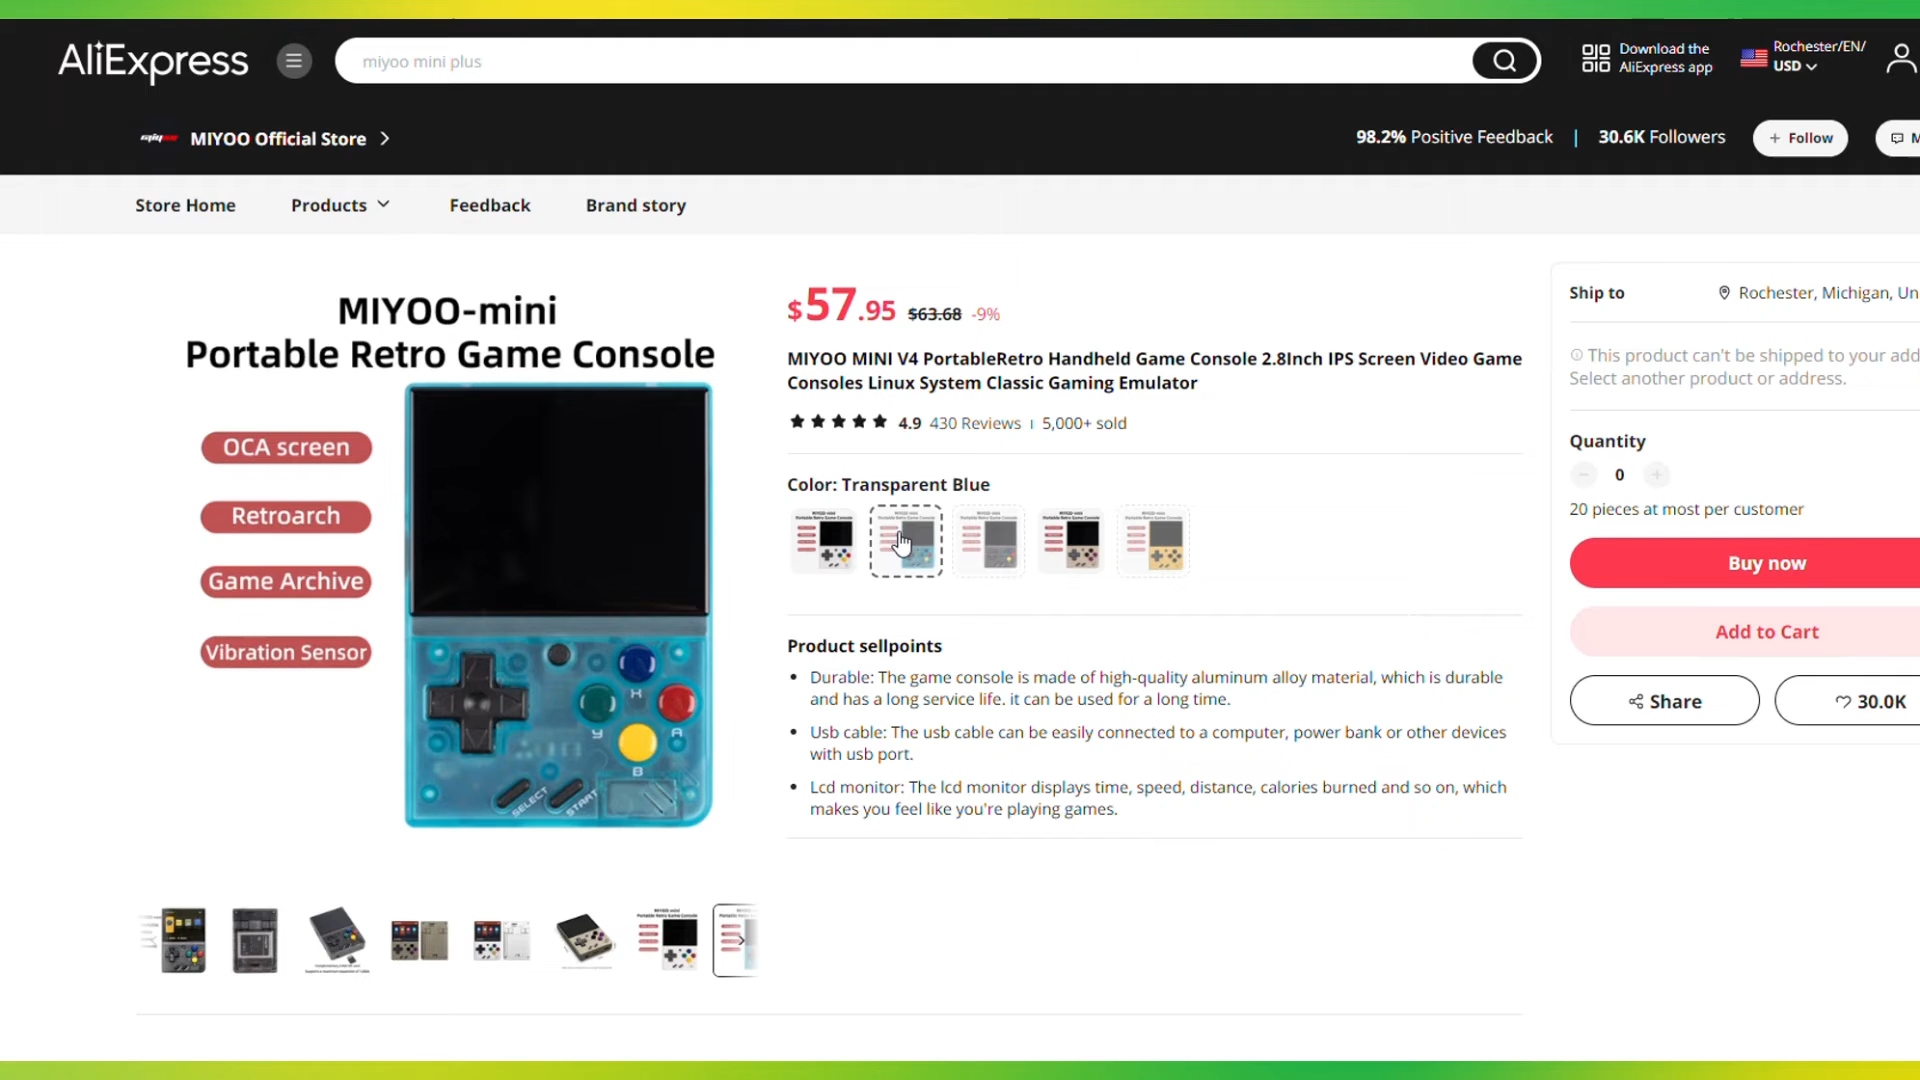 AliExpress
miyoo mini plus
Download the
AliExpress app
Rochester/EN/
USD
MIYOO Official Store
98.2% Positive Feedback | 30.6K Followers
+ Follow
M
Store Home
Products
Feedback
Brand story
MIYOO-mini
Portable Retro Game Console
OCA screen
Retroarch
Game Archive
Vibration Sensor
X
Y
A
B
SELECT
START
$57.95 $63.68 -9%
MIYOO MINI V4 PortableRetro Handheld Game Console 2.8Inch IPS Screen Video Game
Consoles Linux System Classic Gaming Emulator
4.9 430 Reviews | 5,000+ sold
Color: Transparent Blue
Product sellpoints
• Durable: The game console is made of high-quality aluminum alloy material, which is durable
and has a long service life. it can be used for a long time.
• Usb cable: The usb cable can be easily connected to a computer, power bank or other devices
with usb port.
• Lcd monitor: The lcd monitor displays time, speed, distance, calories burned and so on, which
makes you feel like you're playing games.
Ship to
Rochester, Michigan, Un
This product can't be shipped to your add
Select another product or address.
Quantity
- 0 +
20 pieces at most per customer
Buy now
Add to Cart
Share
30.0K